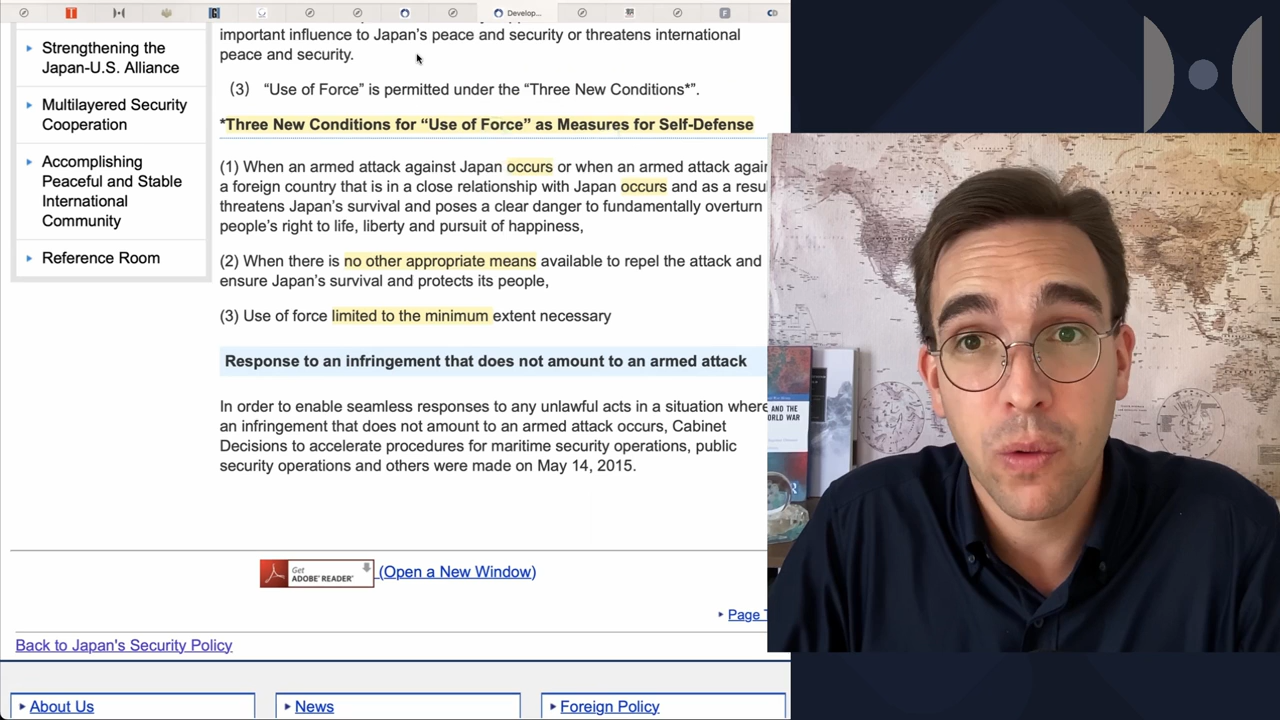 Develop...
important influence to Japan's peace and security or threatens international
peace and security.
(3) “Use of Force” is permitted under the “Three New Conditions*”.
*Three New Conditions for “Use of Force” as Measures for Self-Defense
(1) When an armed attack against Japan occurs or when an armed attack again
a foreign country that is in a close relationship with Japan occurs and as a resu
threatens Japan’s survival and poses a clear danger to fundamentally overturn
people’s right to life, liberty and pursuit of happiness,
(2) When there is no other appropriate means available to repel the attack and
ensure Japan’s survival and protects its people,
(3) Use of force limited to the minimum extent necessary
Response to an infringement that does not amount to an armed attack
In order to enable seamless responses to any unlawful acts in a situation where
an infringement that does not amount to an armed attack occurs, Cabinet
Decisions to accelerate procedures for maritime security operations, public
security operations and others were made on May 14, 2015.
Strengthening the
Japan-U.S. Alliance
Multilayered Security
Cooperation
Accomplishing
Peaceful and Stable
International
Community
Reference Room
Get
ADOBE® READER®
(Open a New Window)
Page T
Back to Japan's Security Policy
About Us
News
Foreign Policy
AND THE
WORLD WAR